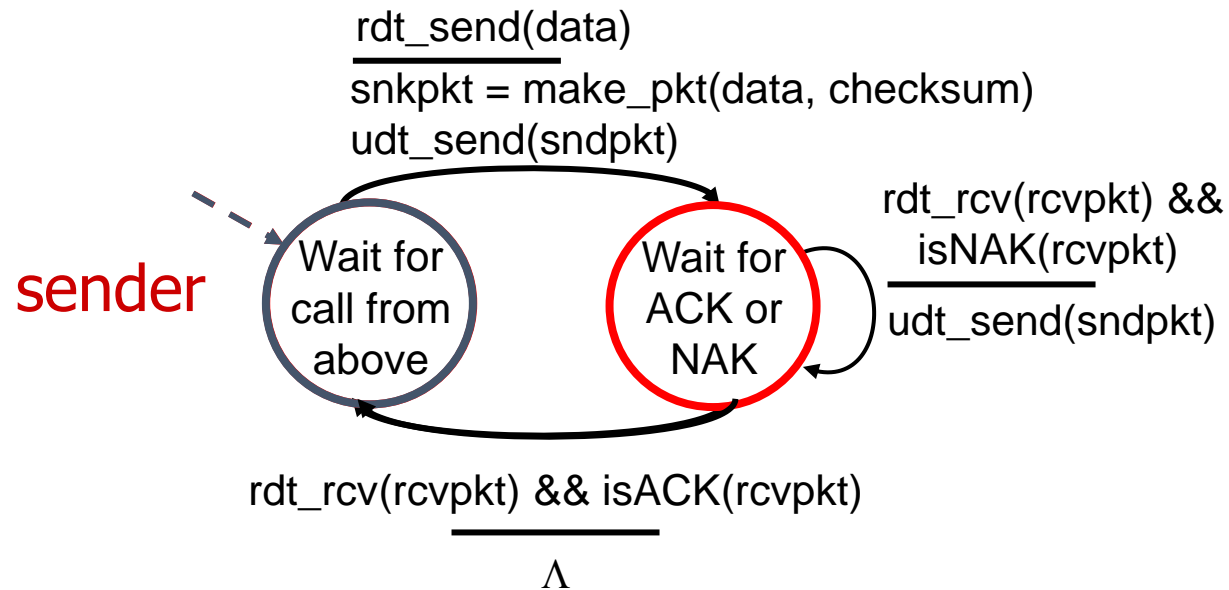 rdt_send(data)
snkpkt = make_pkt(data, checksum)
udt_send(sndpkt)
sender
Wait for
call from
above
Wait for
ACK or
NAK
rdt_rcv(rcvpkt) &&
isNAK(rcvpkt)
udt_send(sndpkt)
rdt_rcv(rcvpkt) && isACK(rcvpkt)
Λ